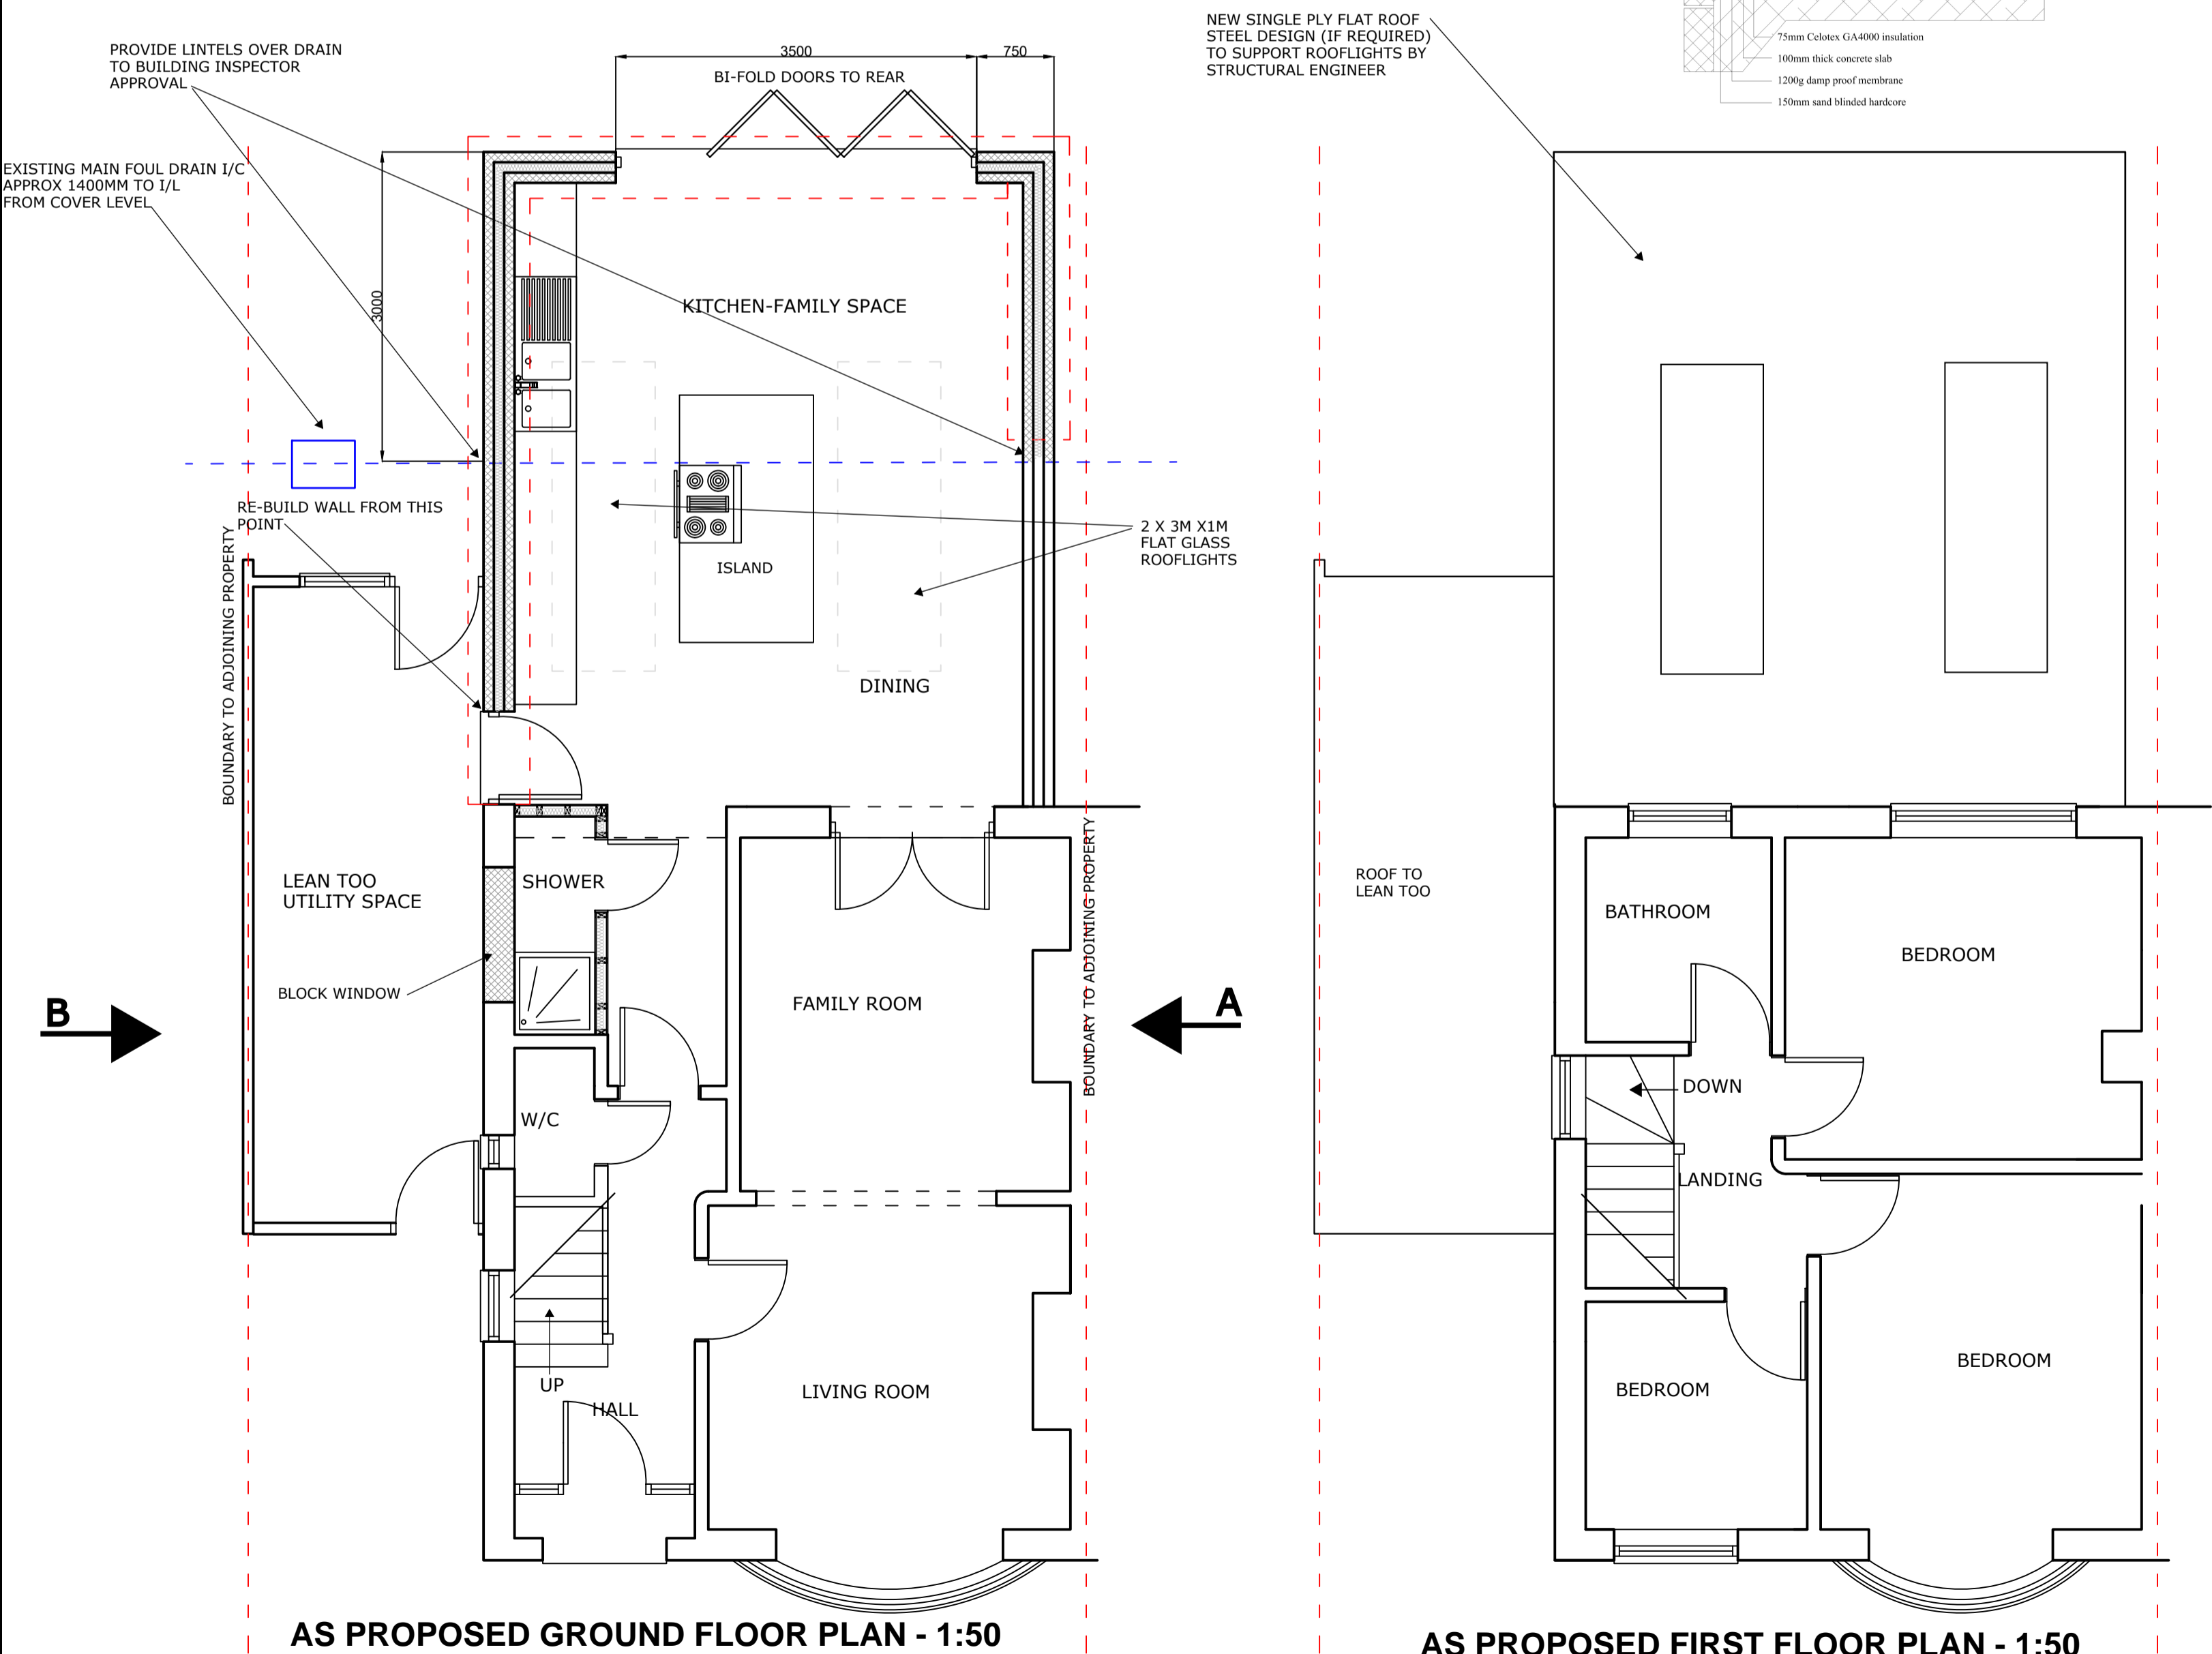 PROVIDE LINTELS OVER DRAIN
TO BUILDING INSPECTOR
APPROVAL
3500
750
BI-FOLD DOORS TO REAR
NEW SINGLE PLY FLAT ROOF
STEEL DESIGN (IF REQUIRED)
TO SUPPORT ROOFLIGHTS BY
STRUCTURAL ENGINEER
75mm Celotex GA4000 insulation
100mm thick concrete slab
1200g damp proof membrane
150mm sand blinded hardcore
EXISTING MAIN FOUL DRAIN I/C
APPROX 1400MM TO I/L
FROM COVER LEVEL
3000
KITCHEN-FAMILY SPACE
RE-BUILD WALL FROM THIS
POINT
2 X 3M X1M
FLAT GLASS
ROOFLIGHTS
ISLAND
BOUNDARY TO ADJOINING PROPERTY
DINING
LEAN TOO
UTILITY SPACE
SHOWER
BLOCK WINDOW
FAMILY ROOM
BOUNDARY TO ADJOINING PROPERTY
B
A
W/C
UP
HALL
LIVING ROOM
AS PROPOSED GROUND FLOOR PLAN - 1:50
ROOF TO
LEAN TOO
BATHROOM
BEDROOM
DOWN
LANDING
BEDROOM
BEDROOM
AS PROPOSED FIRST FLOOR PLAN - 1:50